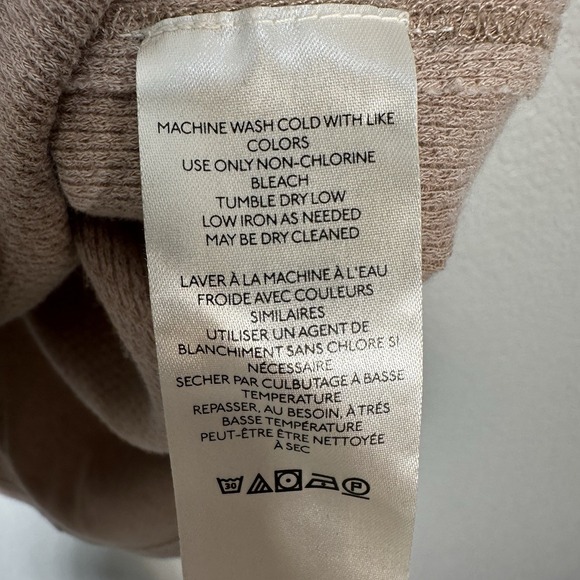 MACHINE WASH COLD WITH LIKE
COLORS
USE ONLY NON-CHLORINE
BLEACH
TUMBLE DRY LOW
LOW IRON AS NEEDED
MAY BE DRY CLEANED
LAVER À LA MACHINE À L'EAU
FROIDE AVEC COULEURS
SIMILAIRES
UTILISER UN AGENT DE
BLANCHIMENT SANS CHLORE SI
NÉCESSAIRE
SECHER PAR CULBUTAGE À BASSE
TEMPERATURE
REPASSER, AU BESOIN, À TRÉS
BASSE TEMPÉRATURE
PEUT-ÊTRE ÊTRE NETTOYÉE
À SEC
30 P